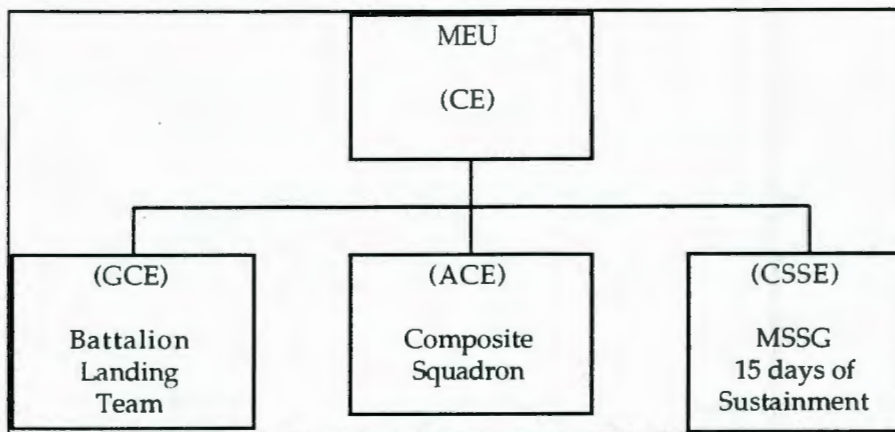 MEU
(CE)
(GCE)
Battalion
Landing
Team
(ACE)
Composite
Squadron
(CSSE)
MSSG
15 days of
Sustainment